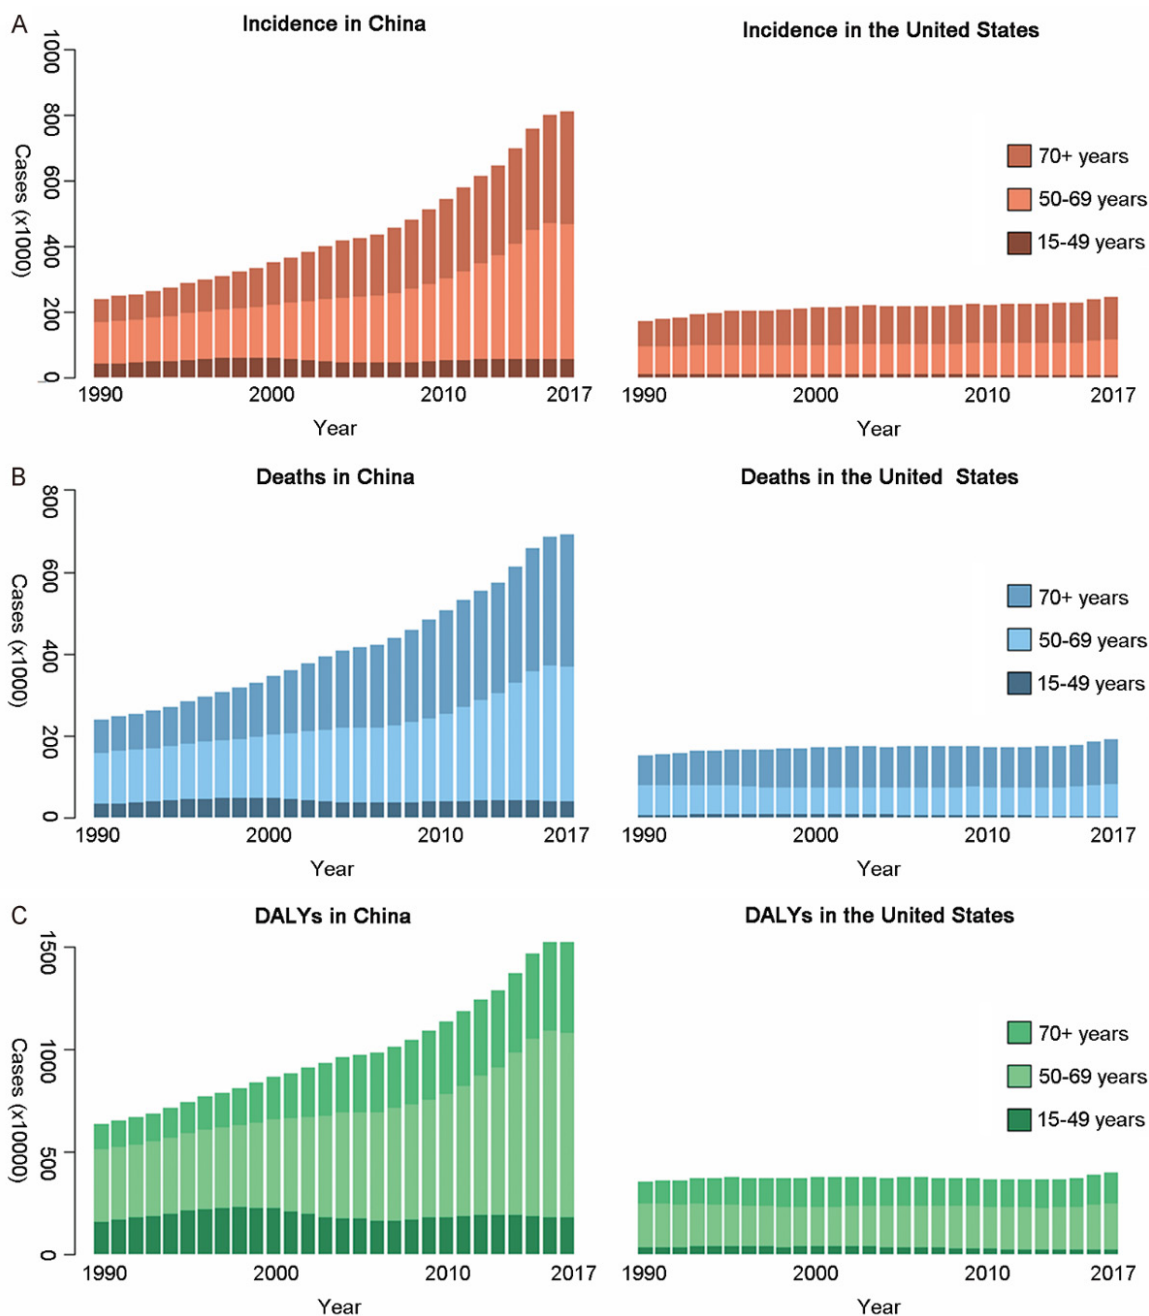 A
Incidence in China
Incidence in the United States
1000
800
600
400
200
0
Cases (x1000)
70+ years
50-69 years
15-49 years
1990
2000
2010
2017
1990
2000
2010
2017
Year
Year
B
Deaths in China
Deaths in the United States
800
600
400
200
0
Cases (x1000)
70+ years
50-69 years
15-49 years
1990
2000
2010
2017
1990
2000
2010
2017
Year
Year
C
DALYs in China
DALYs in the United States
1500
1000
500
0
Cases (x10000)
70+ years
50-69 years
15-49 years
1990
2000
2010
2017
1990
2000
2010
2017
Year
Year